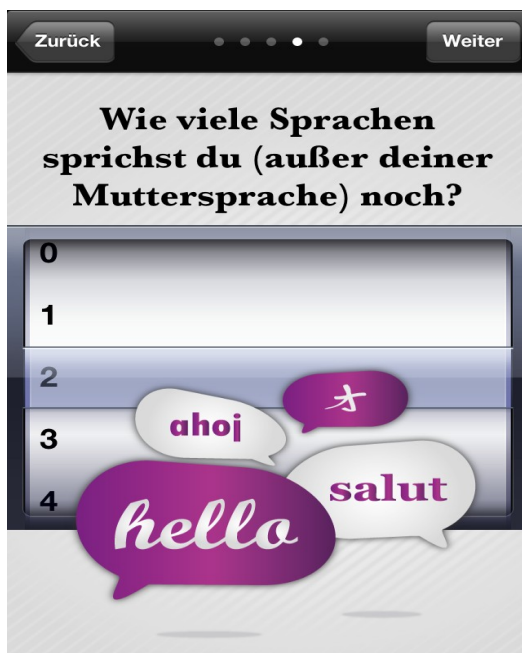 Zurück
Weiter
Wie viele Sprachen
sprichst du (außer deiner
Muttersprache) noch?
0
1
2
3
4
ahoj
才
salut
hello